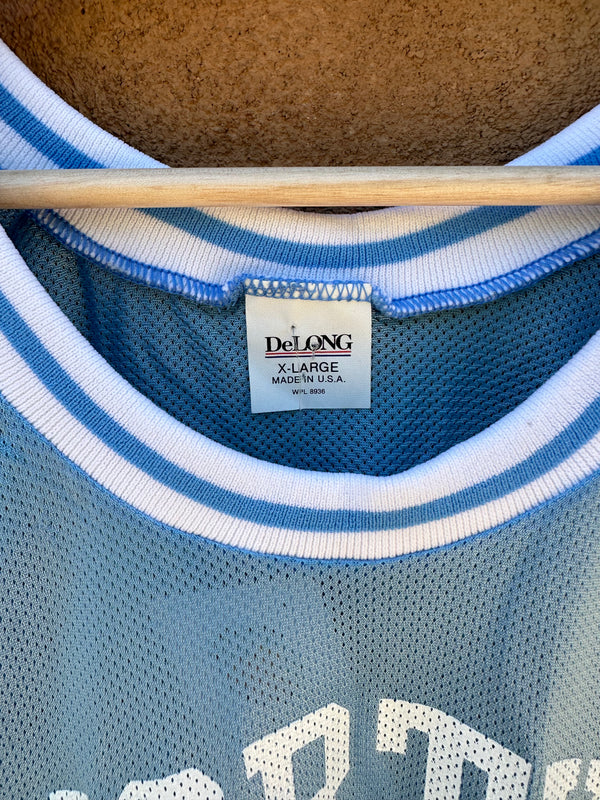 DeLONG
X-LARGE
MADE IN U.S.A.
WPL 8936